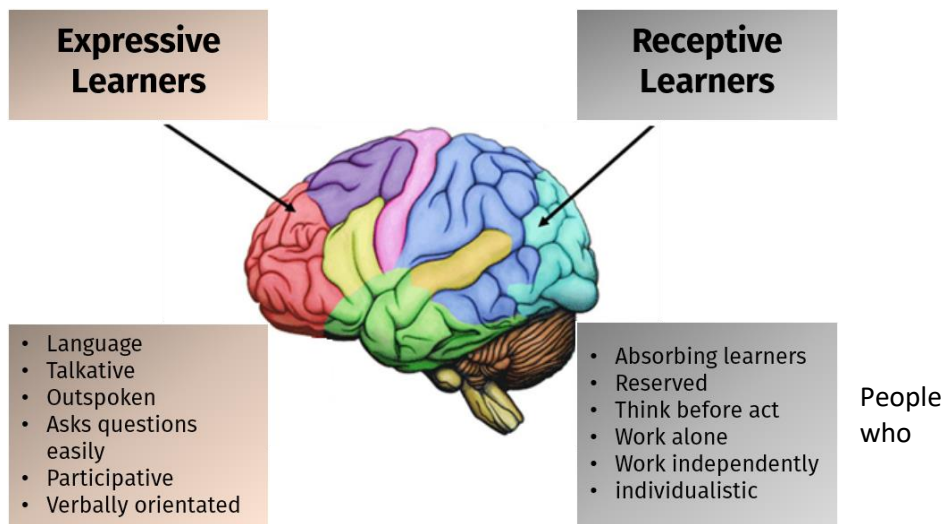 Expressive
Learners
Receptive
Learners
• Language
• Talkative
• Outspoken
• Asks questions
easily
• Participative
• Verbally orientated
• Absorbing learners
• Reserved
• Think before act
• Work alone
• Work independently
• individualistic
People
who